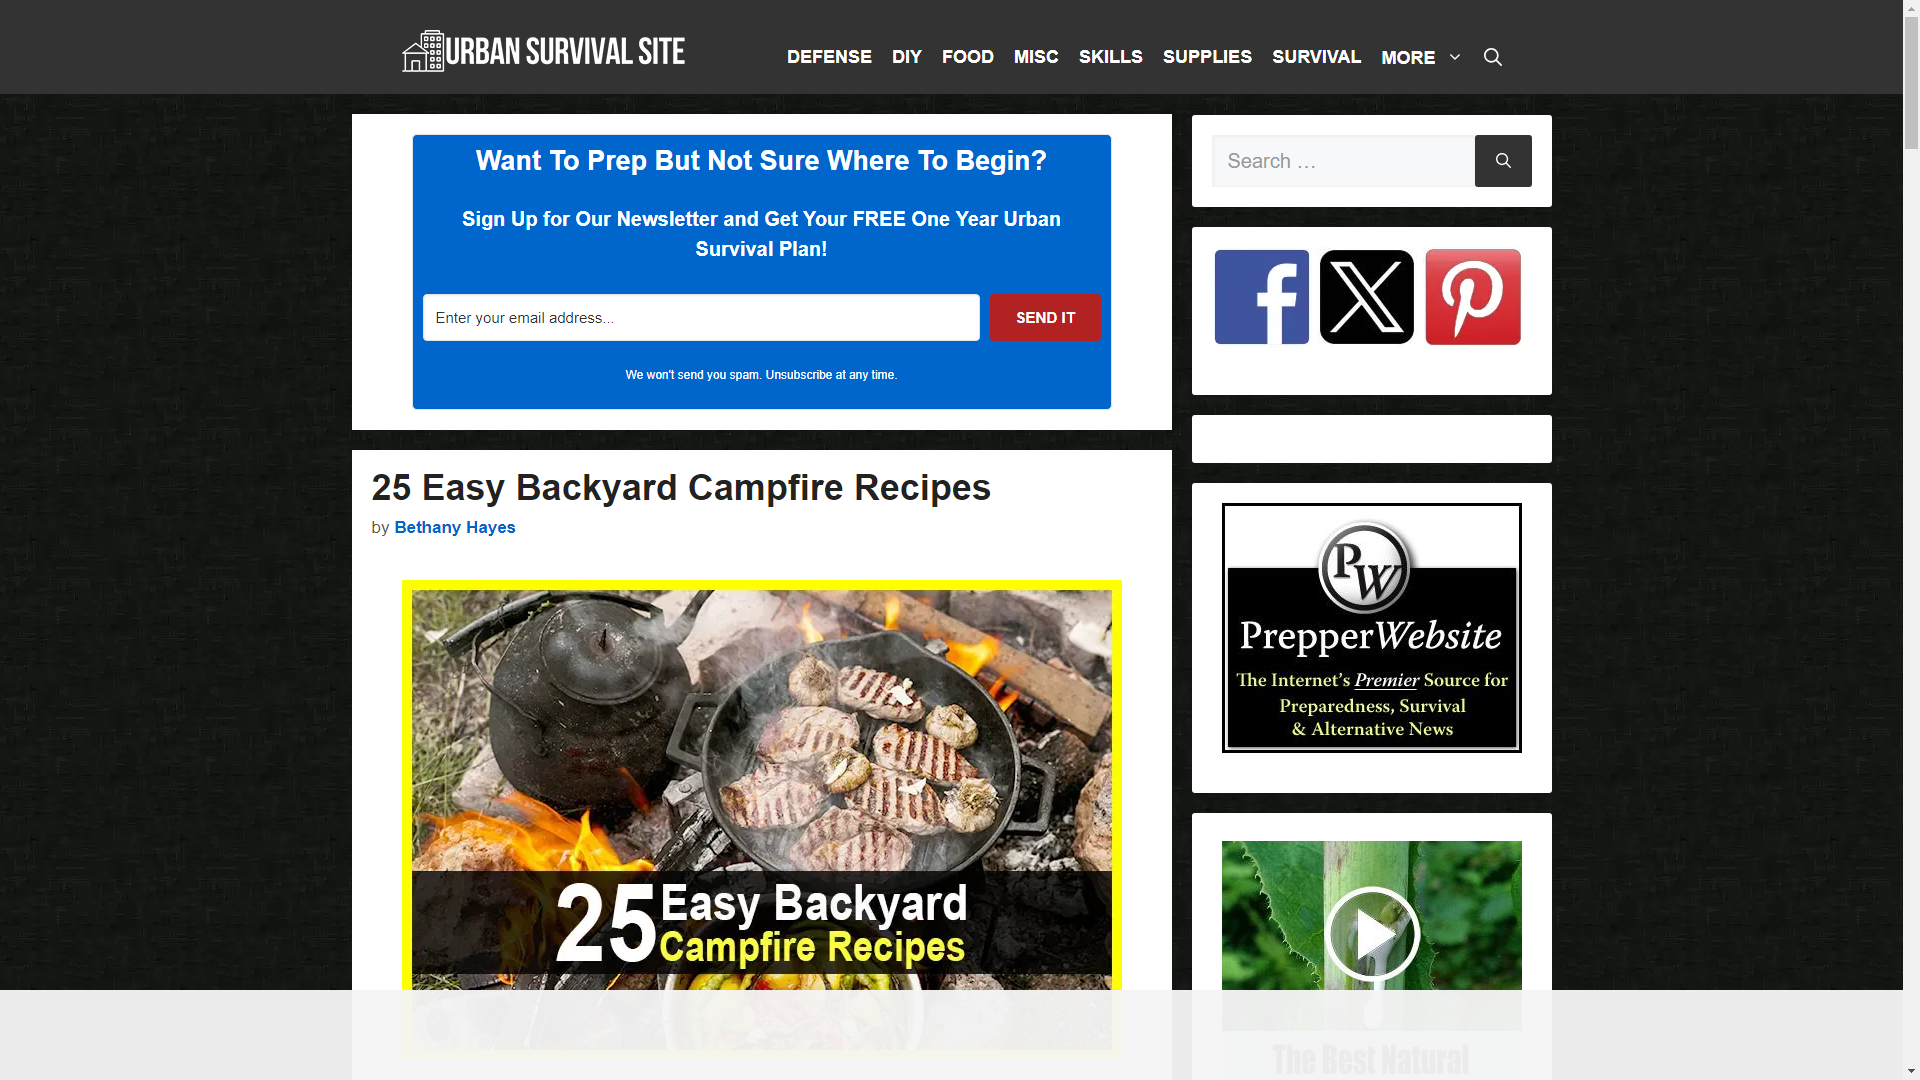 URBAN SURVIVAL SITE
DEFENSE DIY FOOD MISC SKILLS SUPPLIES SURVIVAL MORE
Want To Prep But Not Sure Where To Begin?
Sign Up for Our Newsletter and Get Your FREE One Year Urban
Survival Plan!
Enter your email address...
SEND IT
We won't send you spam. Unsubscribe at any time.
25 Easy Backyard Campfire Recipes
by Bethany Hayes
25 Easy Backyard
Campfire Recipes
Search …
PW
PrepperWebsite
The Internet's Premier Source for
Preparedness, Survival
& Alternative News
The Best Natural